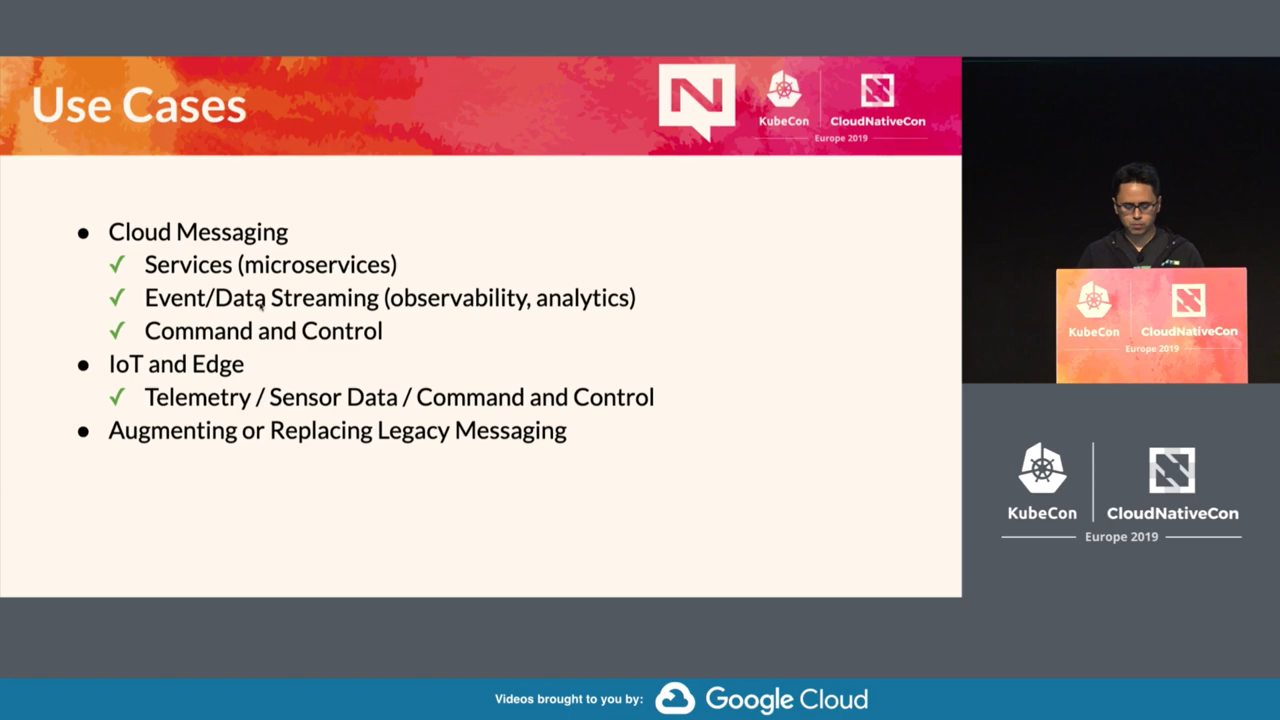 Use Cases
N
KubeCon
CloudNativeCon
Europe 2019
● Cloud Messaging
✓ Services (microservices)
✓ Event/Data Streaming (observability, analytics)
✓ Command and Control
● IoT and Edge
✓ Telemetry / Sensor Data / Command and Control
● Augmenting or Replacing Legacy Messaging
KubeCon
CloudNativeCon
Europe 2019
KubeCon
CloudNativeCon
Europe 2019
Videos brought to you by:
Google Cloud